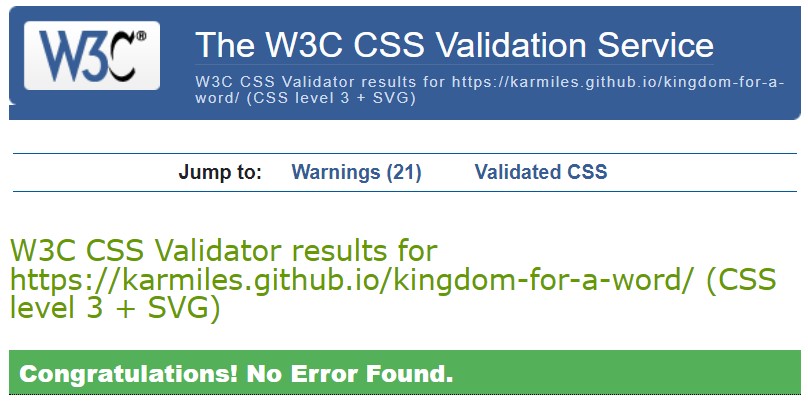 W3C®
The W3C CSS Validation Service
W3C CSS Validator results for https://karmiles.github.io/kingdom-for-a-
word/ (CSS level 3 + SVG)
Jump to: Warnings (21) Validated CSS
W3C CSS Validator results for
https://karmiles.github.io/kingdom-for-a-word/ (CSS
level 3 + SVG)
Congratulations! No Error Found.